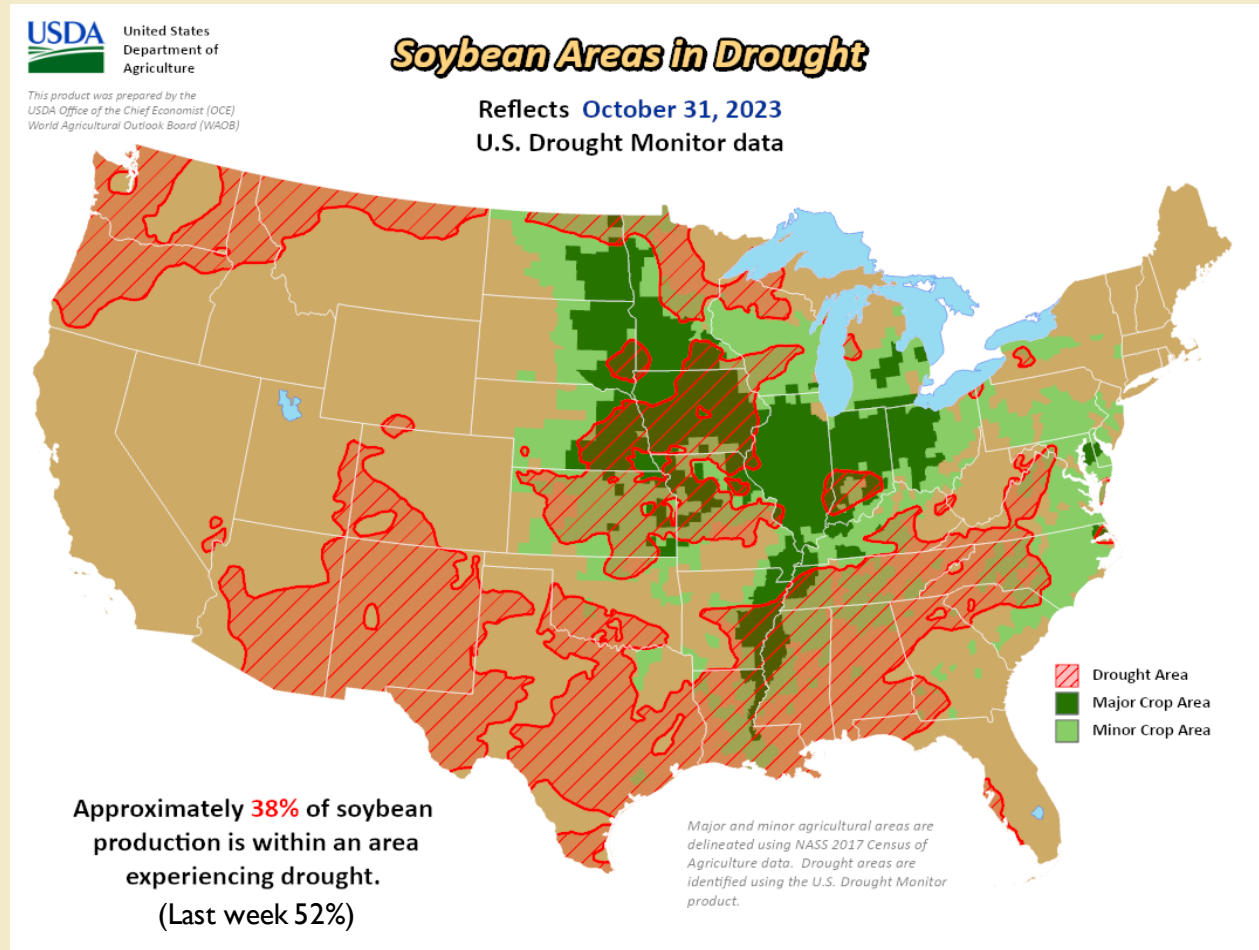 USDA
United States
Department of
Agriculture
This product was prepared by the
USDA Office of the Chief Economist (OCE)
World Agricultural Outlook Board (WAOB)
Soybean Areas in Drought
Reflects October 31, 2023
U.S. Drought Monitor data
Drought Area
Major Crop Area
Minor Crop Area
Approximately 38% of soybean
production is within an area
experiencing drought.
(Last week 52%)
Major and minor agricultural areas are
delineated using NASS 2017 Census of
Agriculture data. Drought areas are
identified using the U.S. Drought Monitor
product.